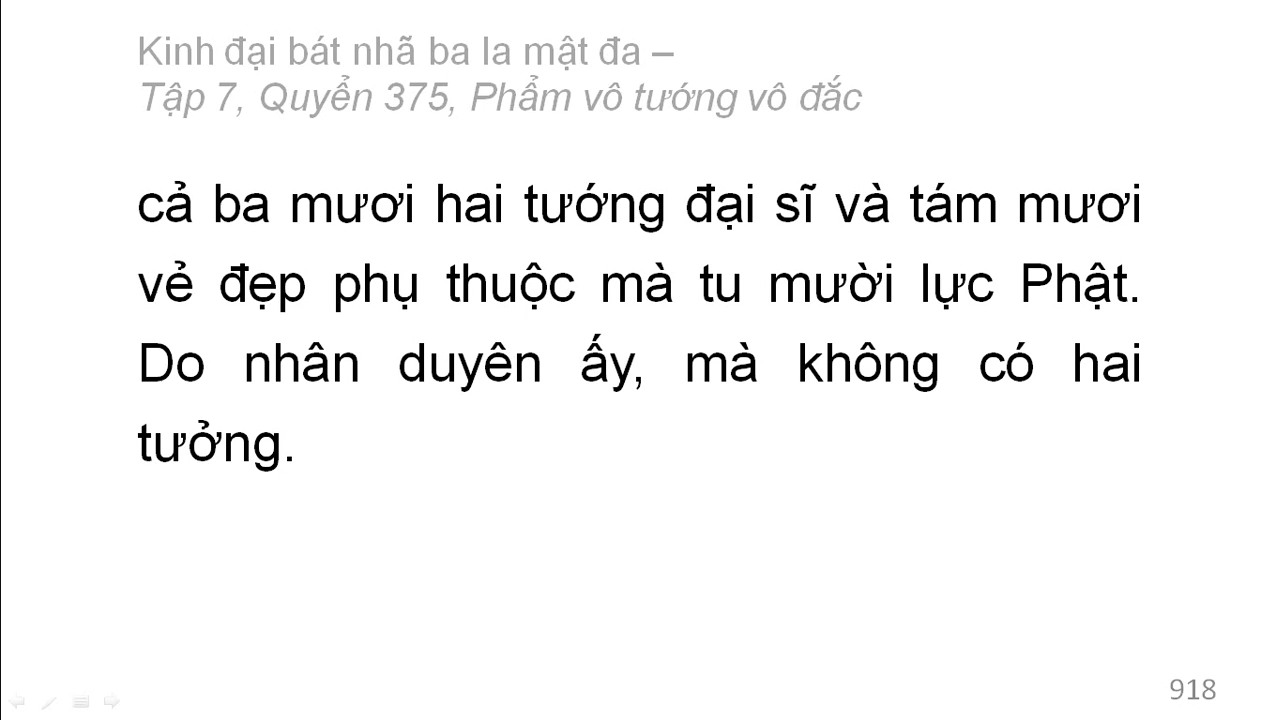 Kinh đại bát nhã ba la mật đa –
Tập 7, Quyển 375, Phẩm vô tướng vô đắc
cả ba mươi hai tướng đại sĩ và tám mươi
vẻ đẹp phụ thuộc mà tu mười lực Phật.
Do nhân duyên ấy, mà không có hai
tưởng.
918